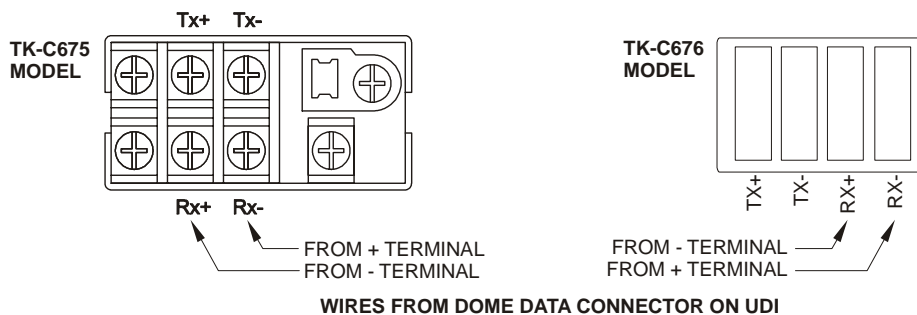 Tx+ Tx-
TK-C675
MODEL
Rx+ Rx-
FROM + TERMINAL
FROM - TERMINAL
TK-C676
MODEL
TX+ TX- RX+ RX-
FROM - TERMINAL
FROM + TERMINAL
WIRES FROM DOME DATA CONNECTOR ON UDI